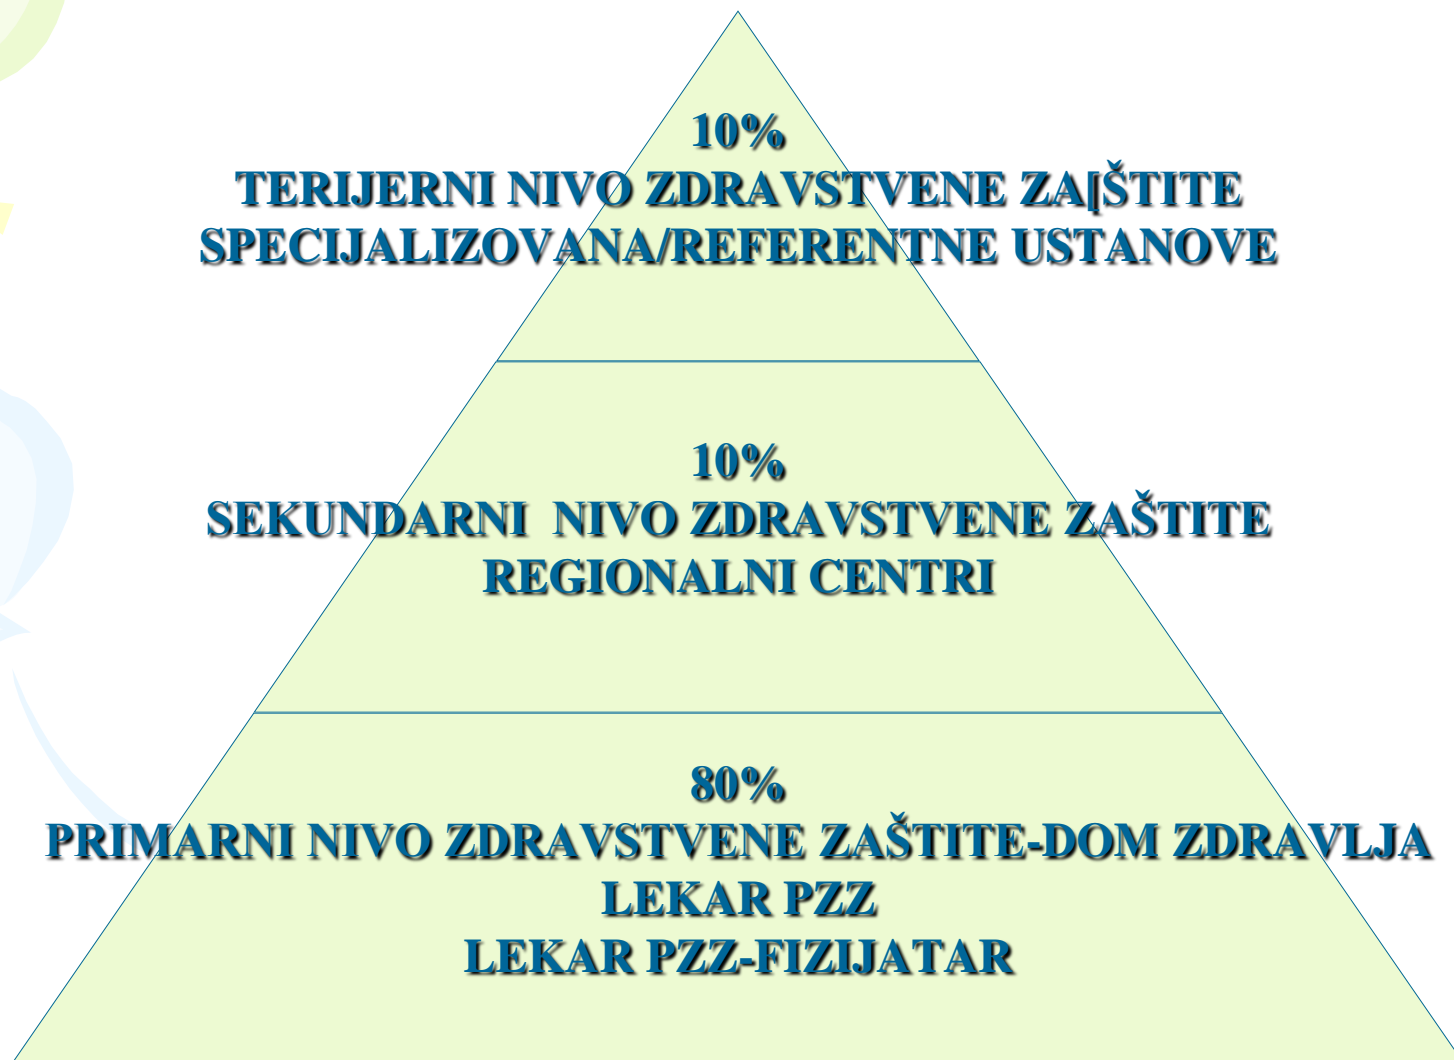 10%
TERIJERNI NIVO ZDRAVSTVENE ZA[ŠTITE
SPECIJALIZOVANA/REFERENTNE USTANOVE
10%
SEKUNDARNI  NIVO ZDRAVSTVENE ZAŠTITE
REGIONALNI CENTRI
80%
PRIMARNI NIVO ZDRAVSTVENE ZAŠTITE-DOM ZDRAVLJA
LEKAR PZZ
LEKAR PZZ-FIZIJATAR